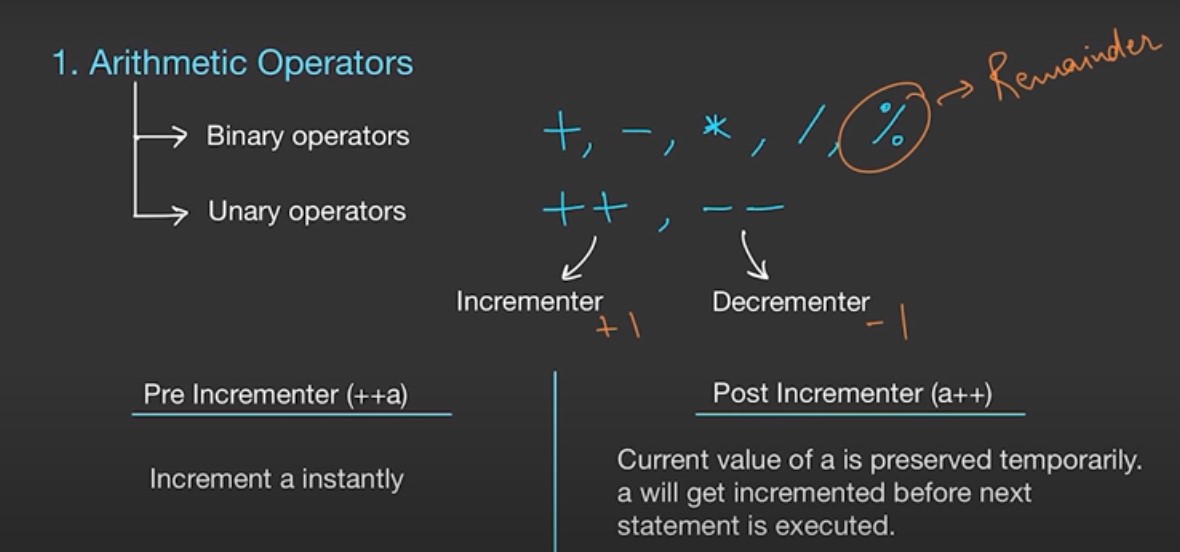 1. Arithmetic Operators
Binary operators +, -, *, /, % → Remainder
Unary operators ++, --
Incrementer +1 Decrementer -1
Pre Incrementer (++a)
Increment a instantly
Post Incrementer (a++)
Current value of a is preserved temporarily.
a will get incremented before next
statement is executed.